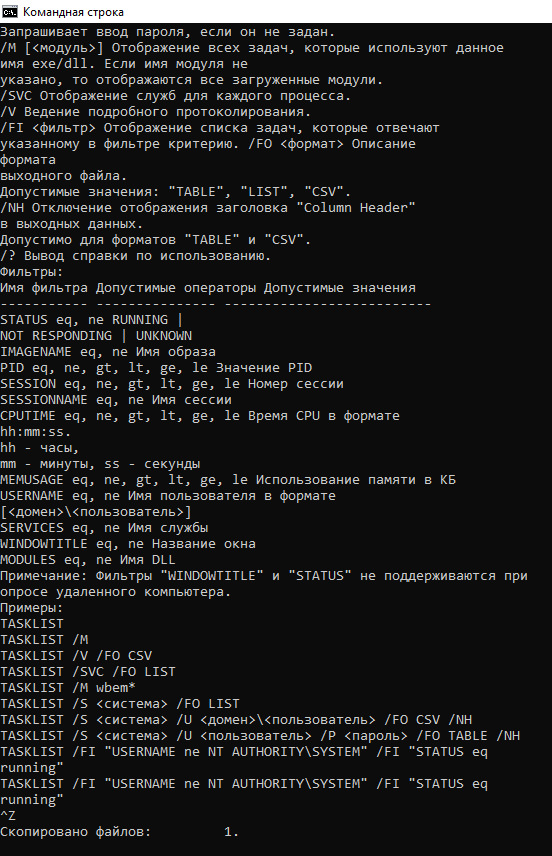 Командная строка
Запрашивает ввод пароля, если он не задан.
/M [<модуль>] Отображение всех задач, которые используют данное
имя exe/dll. Если имя модуля не
указано, то отображаются все загруженные модули.
/SVC Отображение служб для каждого процесса.
/V Ведение подробного протоколирования.
/FI <фильтр> Отображение списка задач, которые отвечают
указанному в фильтре критерию. /FO <формат> Описание
формата
выходного файла.
Допустимые значения: "TABLE", "LIST", "CSV".
/NH Отключение отображения заголовка "Column Header"
в выходных данных.
Допустимо для форматов "TABLE" и "CSV".
/? Вывод справки по использованию.
Фильтры:
Имя фильтра Допустимые операторы Допустимые значения
----------- --------------- --------------------------
STATUS eq, ne RUNNING |
NOT RESPONDING | UNKNOWN
IMAGENAME eq, ne Имя образа
PID eq, ne, gt, lt, ge, le Значение PID
SESSION eq, ne, gt, lt, ge, le Номер сессии
SESSIONNAME eq, ne Имя сессии
CPUTIME eq, ne, gt, lt, ge, le Время CPU в формате
hh:mm:ss.
hh - часы,
mm - минуты, ss - секунды
MEMUSAGE eq, ne, gt, lt, ge, le Использование памяти в КБ
USERNAME eq, ne Имя пользователя в формате
[<домен>\<пользователь>]
SERVICES eq, ne Имя службы
WINDOWTITLE eq, ne Название окна
MODULES eq, ne Имя DLL
Примечание: Фильтры "WINDOWTITLE" и "STATUS" не поддерживаются при
опросе удаленного компьютера.
Примеры:
TASKLIST
TASKLIST /M
TASKLIST /V /FO CSV
TASKLIST /SVC /FO LIST
TASKLIST /M wbem*
TASKLIST /S <система> /FO LIST
TASKLIST /S <система> /U <домен>\<пользователь> /FO CSV /NH
TASKLIST /S <система> /U <пользователь> /P <пароль> /FO TABLE /NH
TASKLIST /FI "USERNAME ne NT AUTHORITY\SYSTEM" /FI "STATUS eq
running"
TASKLIST /FI "USERNAME ne NT AUTHORITY\SYSTEM" /FI "STATUS eq
running"
^Z
Скопировано файлов:         1.